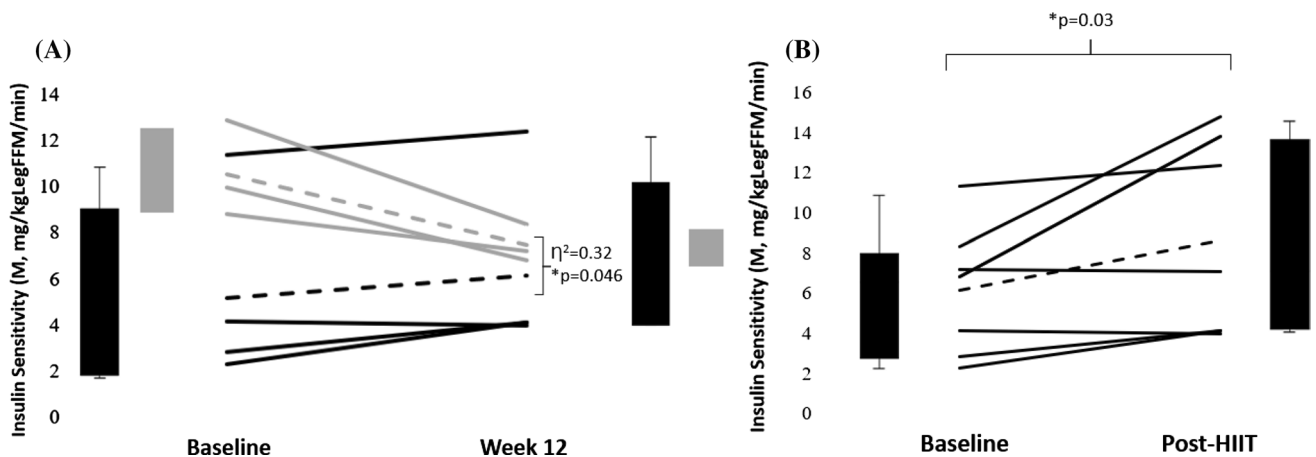 (A)
Insulin Sensitivity (M, mg/kgLegFFM/min)
14
12
10
8
6
4
2
0
η²=0.32
*p=0.046
Baseline
Week 12
(B)
*p=0.03
Insulin Sensitivity (M, mg/kgLegFFM/min)
16
14
12
10
8
6
4
2
0
Baseline
Post-HIIT